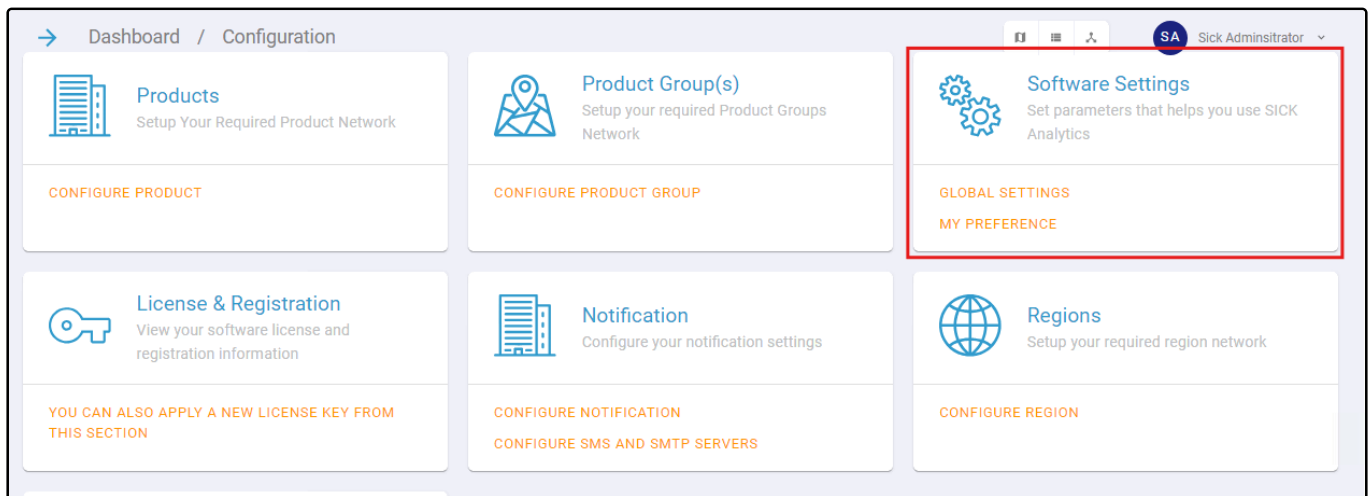 Dashboard / Configuration
SA Sick Adminsitrator
Products
Setup Your Required Product Network
CONFIGURE PRODUCT
Product Group(s)
Setup your required Product Groups
Network
CONFIGURE PRODUCT GROUP
Software Settings
Set parameters that helps you use SICK
Analytics
GLOBAL SETTINGS
MY PREFERENCE
License & Registration
View your software license and
registration information
YOU CAN ALSO APPLY A NEW LICENSE KEY FROM
THIS SECTION
Notification
Configure your notification settings
CONFIGURE NOTIFICATION
CONFIGURE SMS AND SMTP SERVERS
Regions
Setup your required region network
CONFIGURE REGION